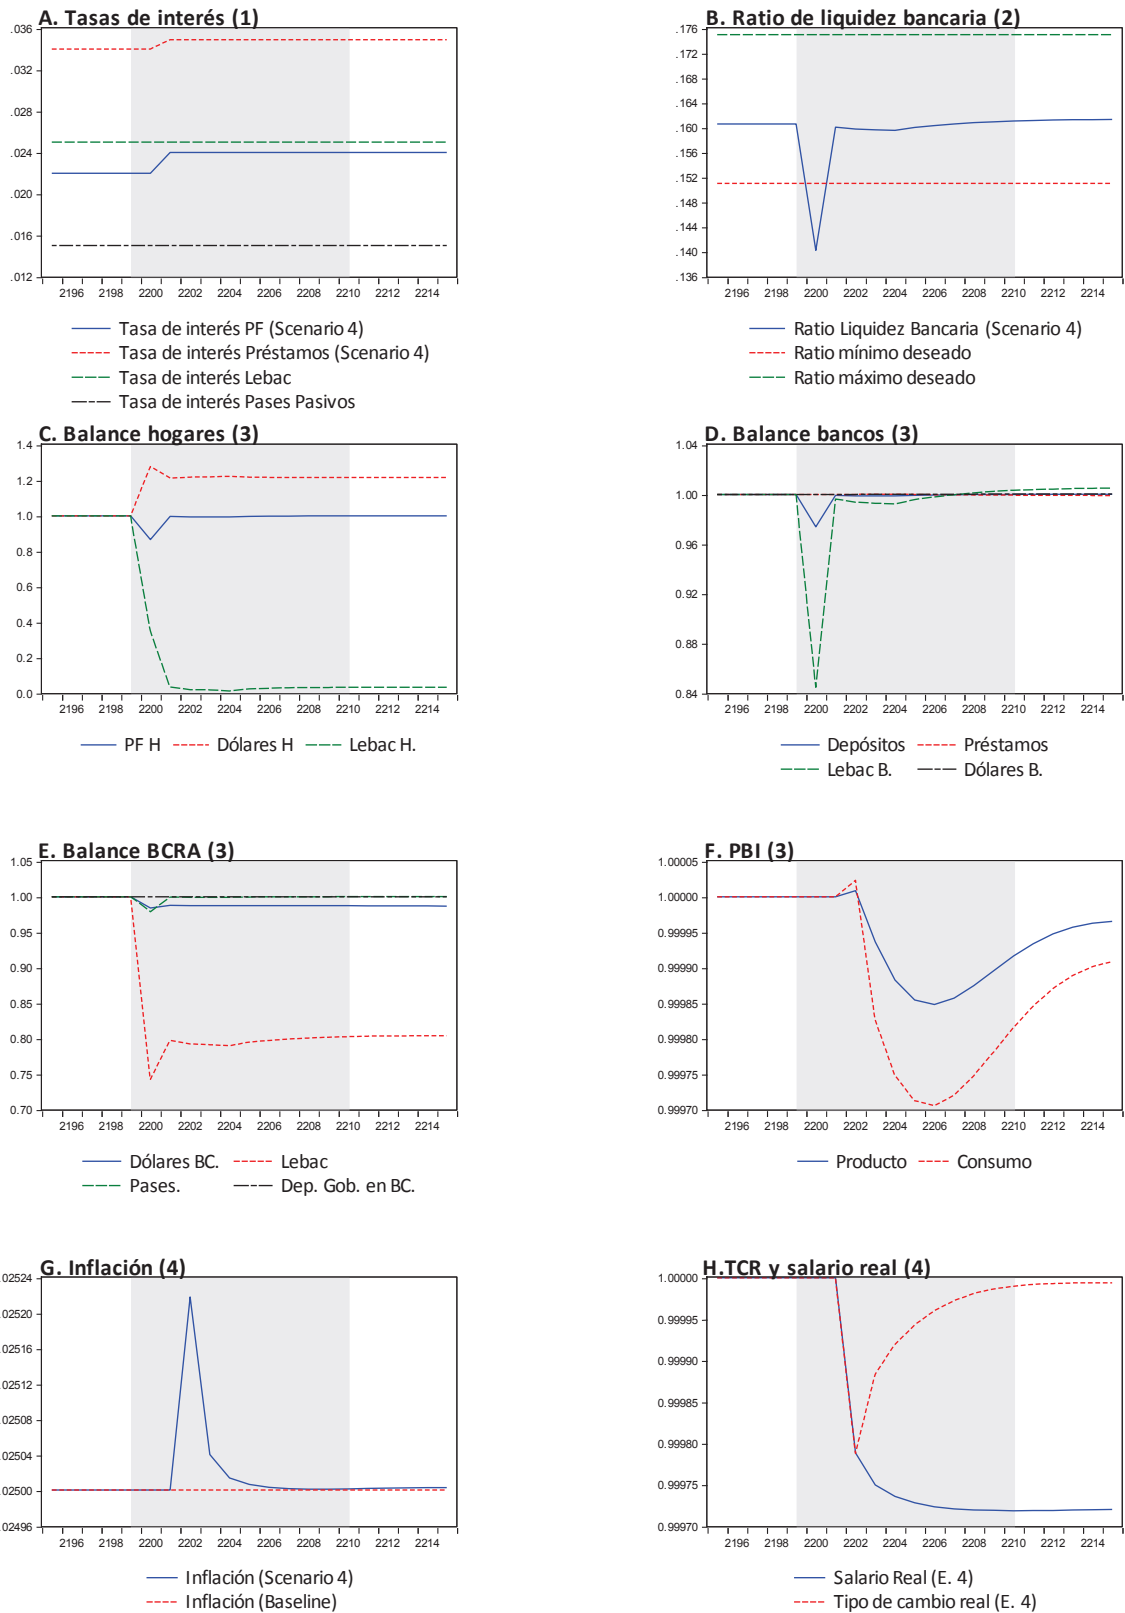 A. Tasas de interés (1)
.036
.032
.028
.024
.020
.016
.012
2196 2198 2200 2202 2204 2206 2208 2210 2212 2214
Tasa de interés PF (Scenario 4)
Tasa de interés Préstamos (Scenario 4)
Tasa de interés Lebac
Tasa de interés Pases Pasivos
B. Ratio de liquidez bancaria (2)
.176
.172
.168
.164
.160
.156
.152
.148
.144
.140
.136
2196 2198 2200 2202 2204 2206 2208 2210 2212 2214
Ratio Liquidez Bancaria (Scenario 4)
Ratio mínimo deseado
Ratio máximo deseado
C. Balance hogares (3)
1.4
1.2
1.0
0.8
0.6
0.4
0.2
0.0
2196 2198 2200 2202 2204 2206 2208 2210 2212 2214
PF H Dólares H Lebac H.
D. Balance bancos (3)
1.04
1.00
0.96
0.92
0.88
0.84
2196 2198 2200 2202 2204 2206 2208 2210 2212 2214
Depósitos Préstamos
Lebac B. Dólares B.
E. Balance BCRA (3)
1.05
1.00
0.95
0.90
0.85
0.80
0.75
0.70
2196 2198 2200 2202 2204 2206 2208 2210 2212 2214
Dólares BC. Lebac
Pases. Dep. Gob. en BC.
F. PBI (3)
1.00005
1.00000
0.99995
0.99990
0.99985
0.99980
0.99975
0.99970
2196 2198 2200 2202 2204 2206 2208 2210 2212 2214
Producto Consumo
G. Inflación (4)
.02524
.02520
.02516
.02512
.02508
.02504
.02500
.02496
2196 2198 2200 2202 2204 2206 2208 2210 2212 2214
Inflación (Scenario 4)
Inflación (Baseline)
H.TCR y salario real (4)
1.00000
0.99995
0.99990
0.99985
0.99980
0.99975
0.99970
2196 2198 2200 2202 2204 2206 2208 2210 2212 2214
Salario Real (E. 4)
Tipo de cambio real (E. 4)